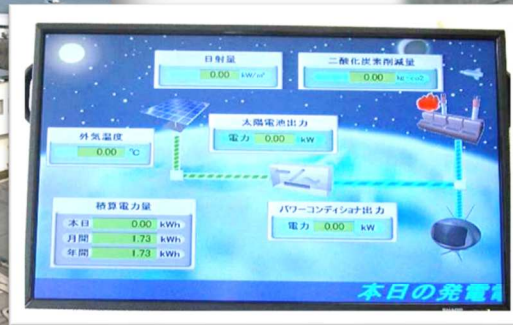 日射量
0.00 kW/㎡
二酸化炭素削減量
0.00 kg-co2
外気温度
0.00 ℃
太陽電池出力
電力 0.00 kW
積算電力量
本日 0.00 kWh
月間 1.73 kWh
年間 1.73 kWh
パワーコンディショナ出力
電力 0.00 kW
本日の発電
SHARP